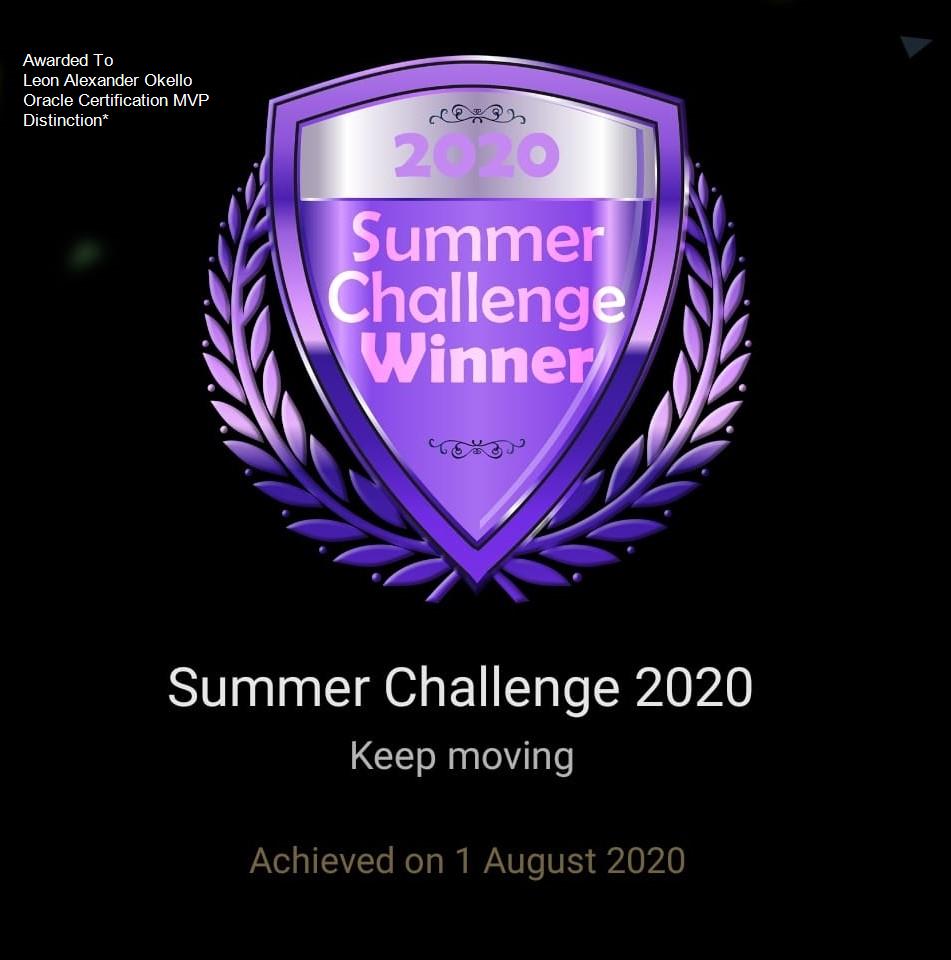 Awarded To
Leon Alexander Okello
Oracle Certification MVP
Distinction*
2020
Summer
Challenge
Winner
Summer Challenge 2020
Keep moving
Achieved on 1 August 2020